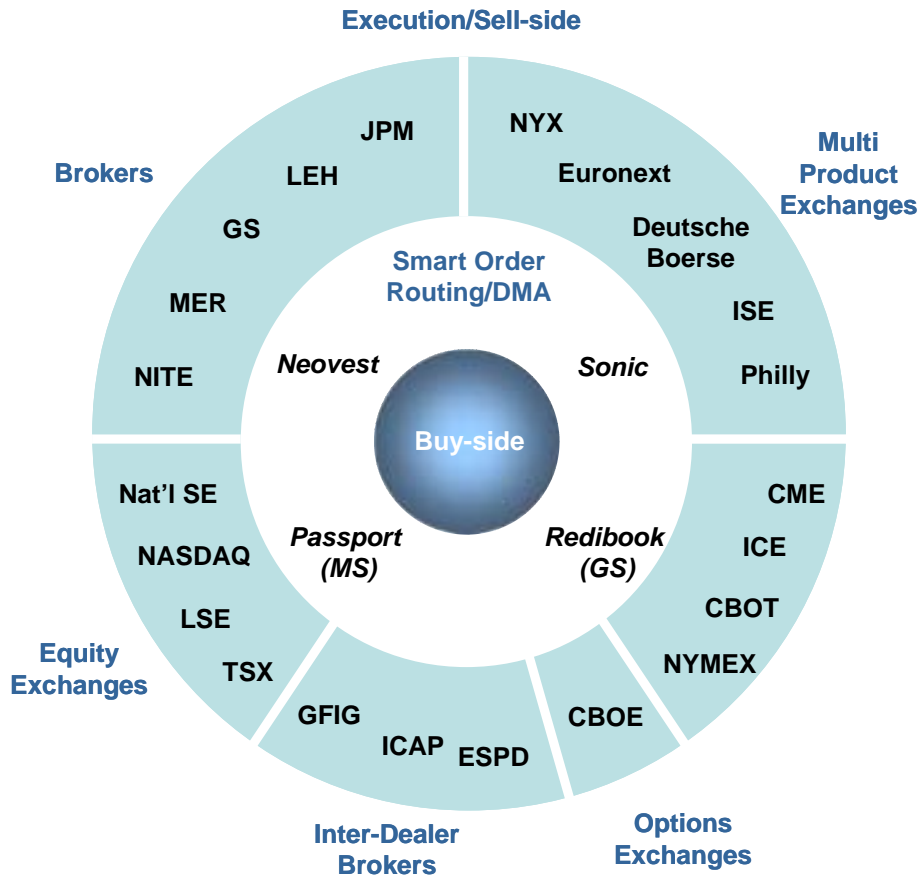 Execution/Sell-side
Brokers
JPM
LEH
GS
MER
NITE
NYX
Euronext
Deutsche
Boerse
ISE
Philly
Multi
Product
Exchanges
Smart Order
Routing/DMA
Neovest
Sonic
Buy-side
Passport
(MS)
Redibook
(GS)
Nat'l SE
NASDAQ
LSE
TSX
Equity
Exchanges
CME
ICE
CBOT
NYMEX
GFIG
ICAP
ESPD
Inter-Dealer
Brokers
CBOE
Options
Exchanges